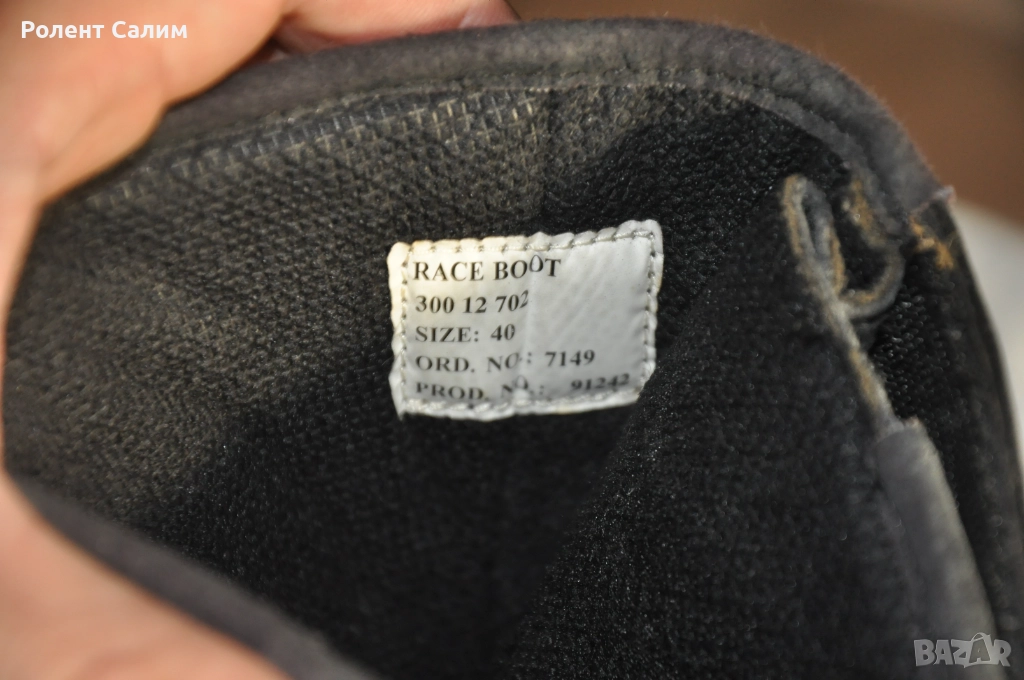 Ролент Салим
RACE BOOT
300 12 702
SIZE: 40
ORD. NO: 7149
PROD. NO.: 91242
BAZAR